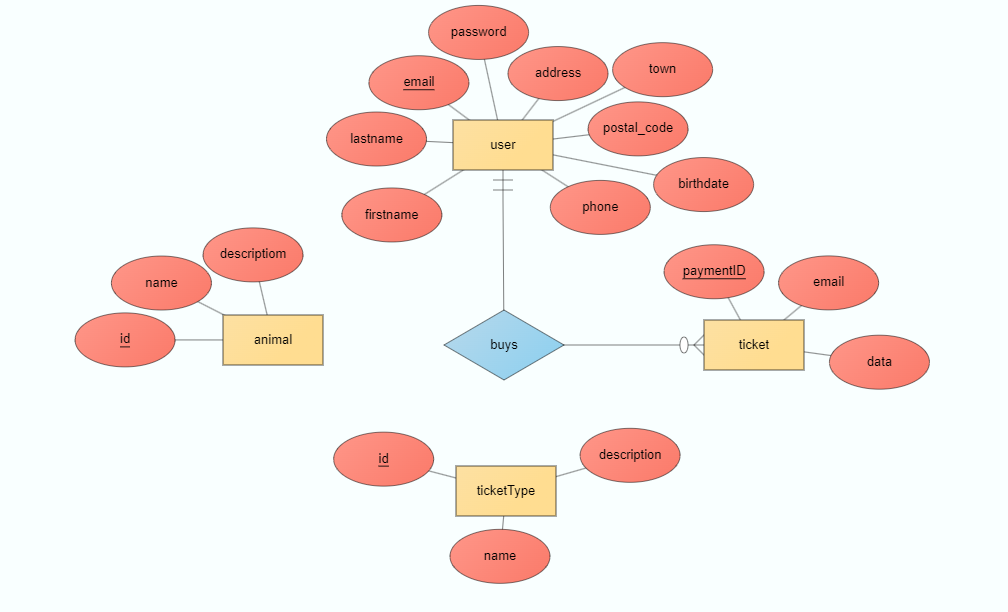 password
address
town
email
postal_code
lastname
user
birthdate
phone
firstname
descriptiom
name
id
animal
buys
paymentID
email
ticket
data
id
description
ticketType
name